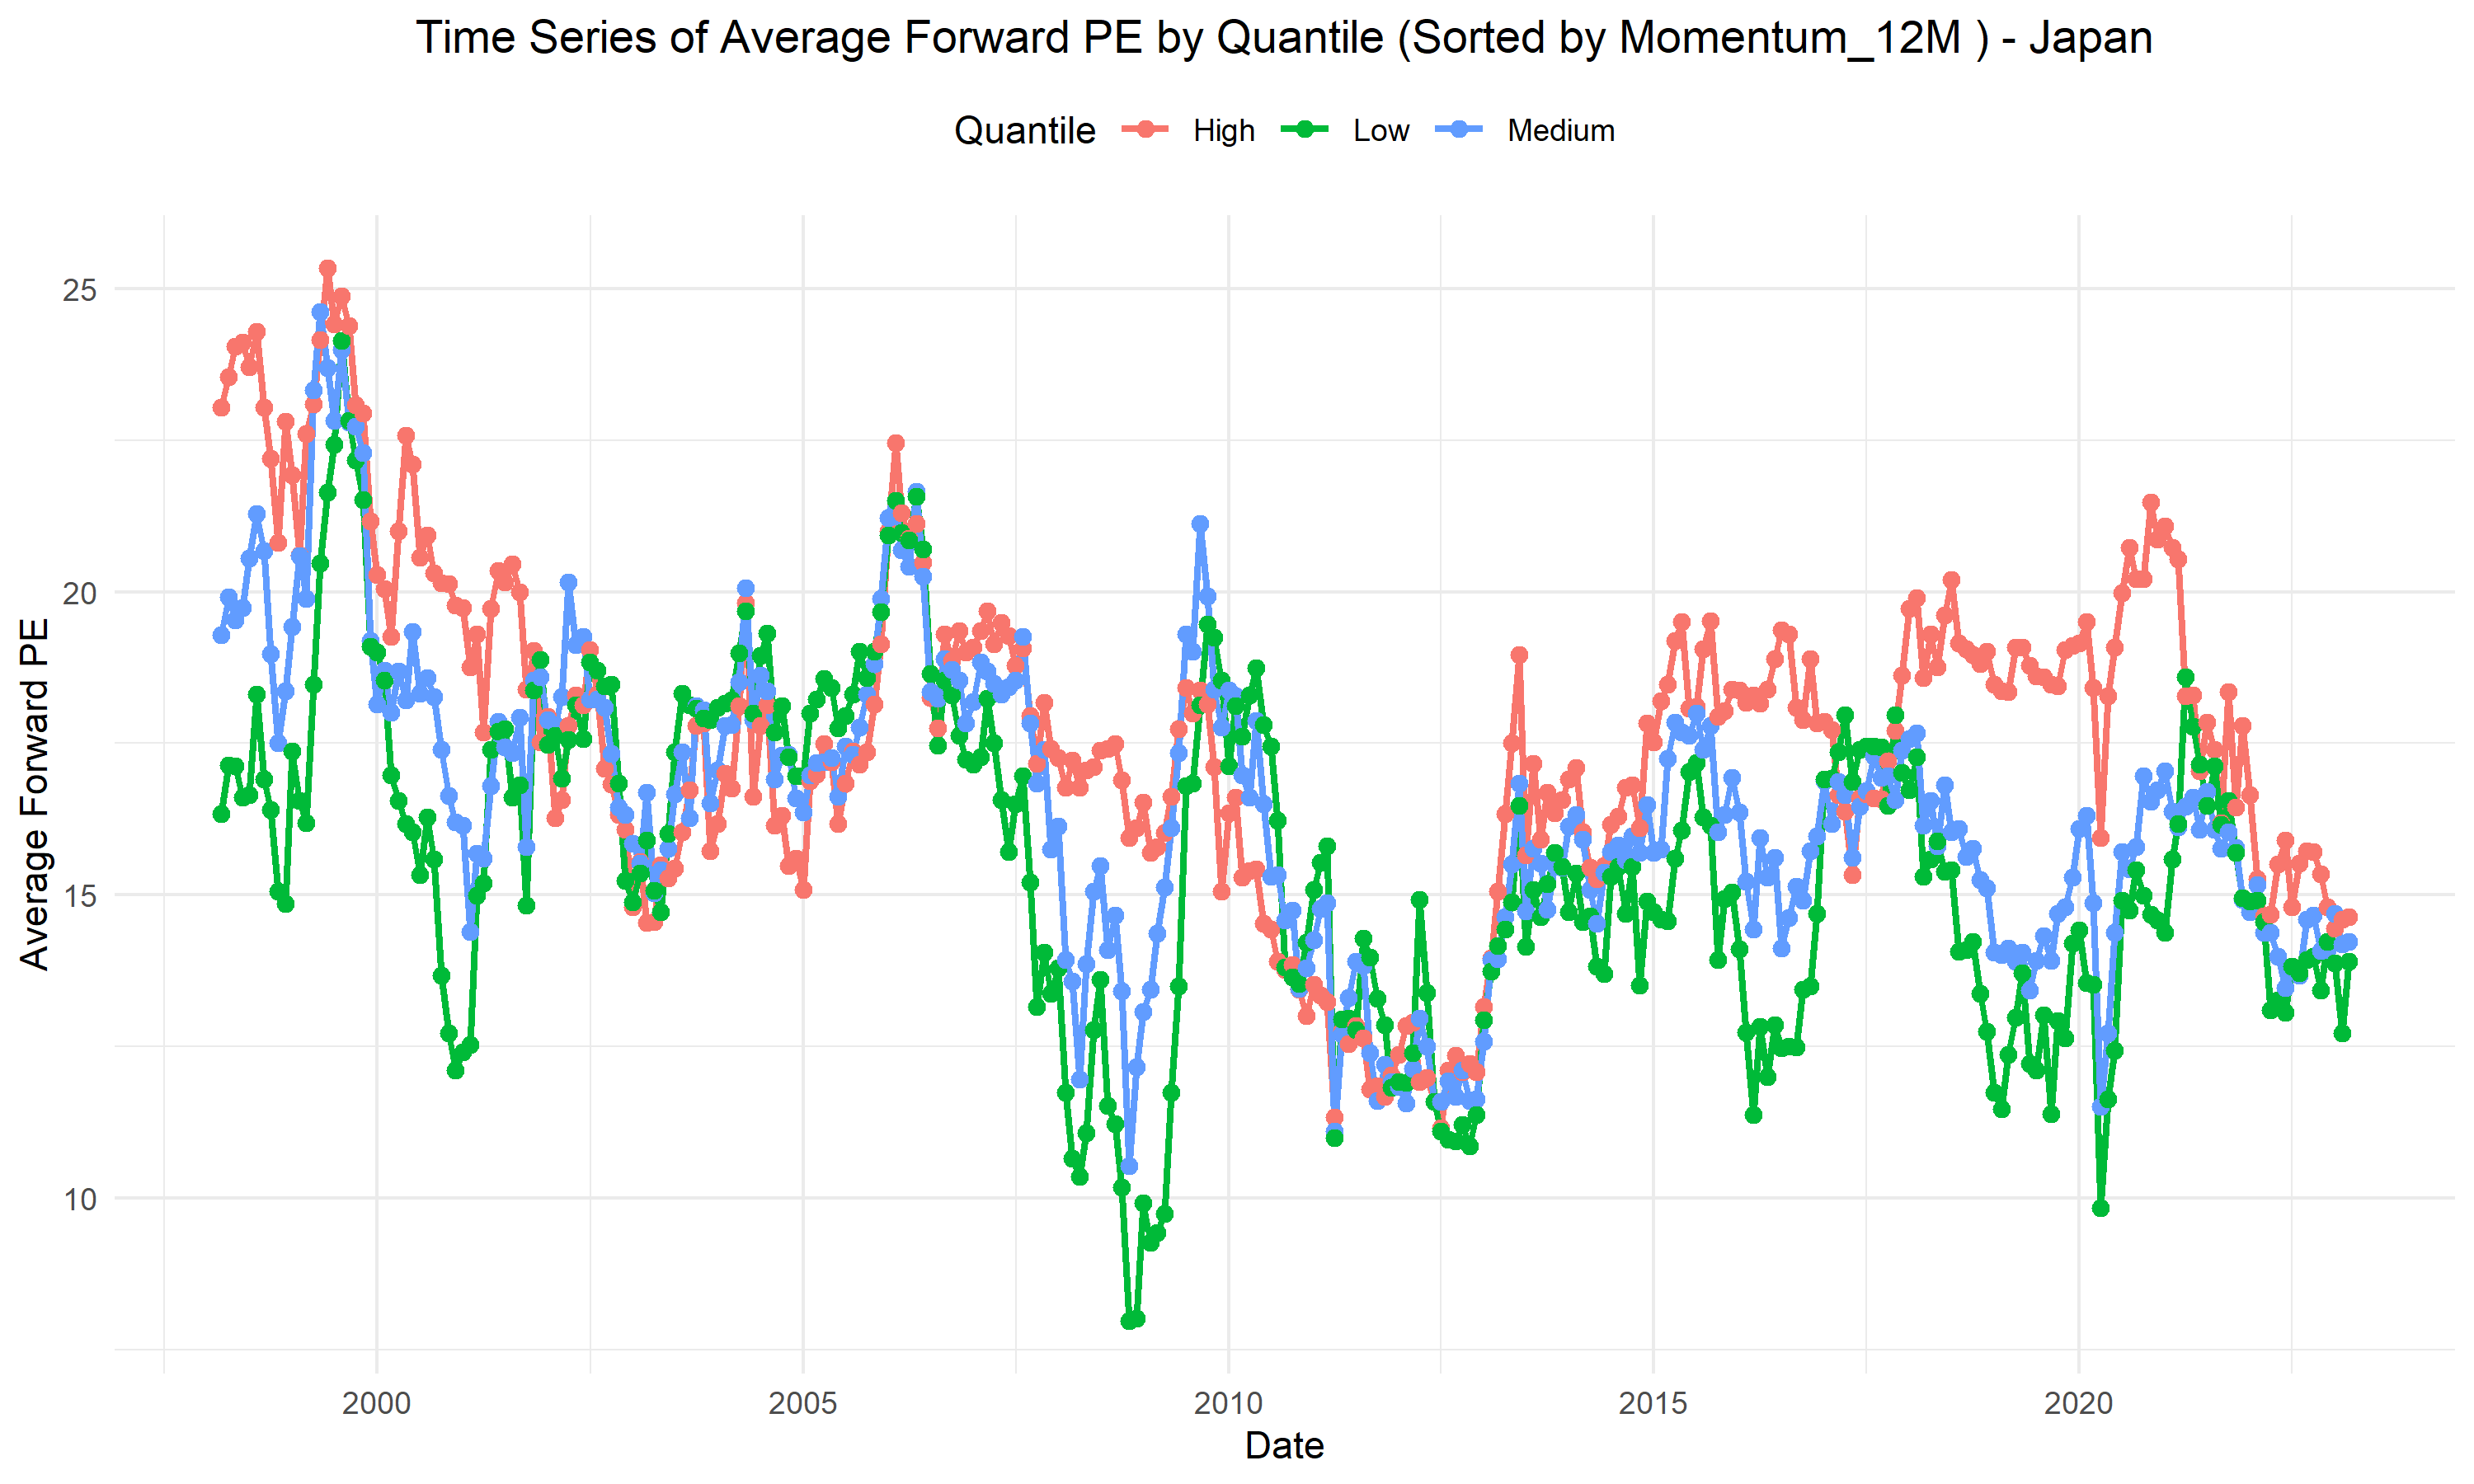 Time Series of Average Forward PE by Quantile (Sorted by Momentum_12M ) - Japan
Quantile High Low Medium
Average Forward PE
25
20
15
10
2000 2005 2010 2015 2020
Date